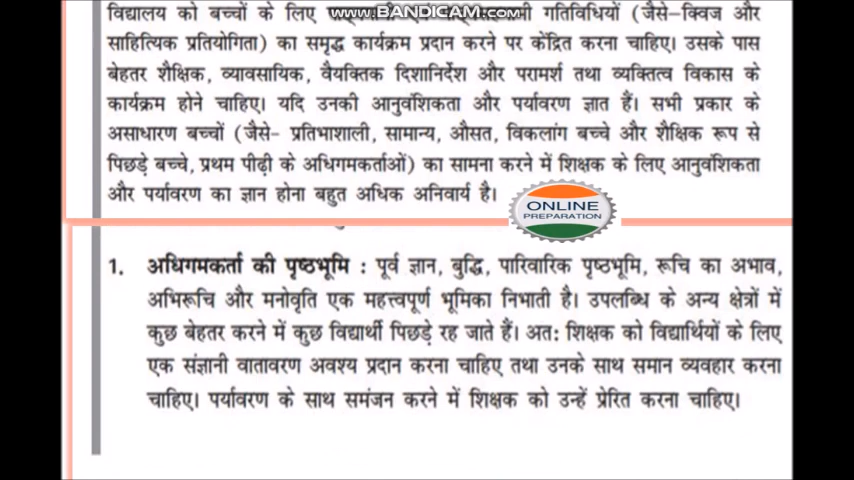 www.BANDICAM.com
विद्यालय को बच्चों के लिए गतिविधियों (जैसे-क्विज और
साहित्यिक प्रतियोगिता) का समृद्ध कार्यक्रम प्रदान करने पर केंद्रित करना चाहिए। उसके पास
बेहतर शैक्षिक, व्यावसायिक, वैयक्तिक दिशानिर्देश और परामर्श तथा व्यक्तित्व विकास के
कार्यक्रम होने चाहिए। यदि उनकी आनुवंशिकता और पर्यावरण ज्ञात हैं। सभी प्रकार के
असाधारण बच्चों (जैसे- प्रतिभाशाली, सामान्य, औसत, विकलांग बच्चे और शैक्षिक रूप से
पिछड़े बच्चे, प्रथम पीढ़ी के अधिगमकर्ताओं) का सामना करने में शिक्षक के लिए आनुवंशिकता
और पर्यावरण का ज्ञान होना बहुत अधिक अनिवार्य है।
ONLINE
PREPARATION
1. अधिगमकर्ता की पृष्ठभूमि : पूर्व ज्ञान, बुद्धि, पारिवारिक पृष्ठभूमि, रूचि का अभाव,
अभिरूचि और मनोवृति एक महत्त्वपूर्ण भूमिका निभाती है। उपलब्धि के अन्य क्षेत्रों में
कुछ बेहतर करने में कुछ विद्यार्थी पिछड़े रह जाते हैं। अतः शिक्षक को विद्यार्थियों के लिए
एक संज्ञानी वातावरण अवश्य प्रदान करना चाहिए तथा उनके साथ समान व्यवहार करना
चाहिए। पर्यावरण के साथ समंजन करने में शिक्षक को उन्हें प्रेरित करना चाहिए।